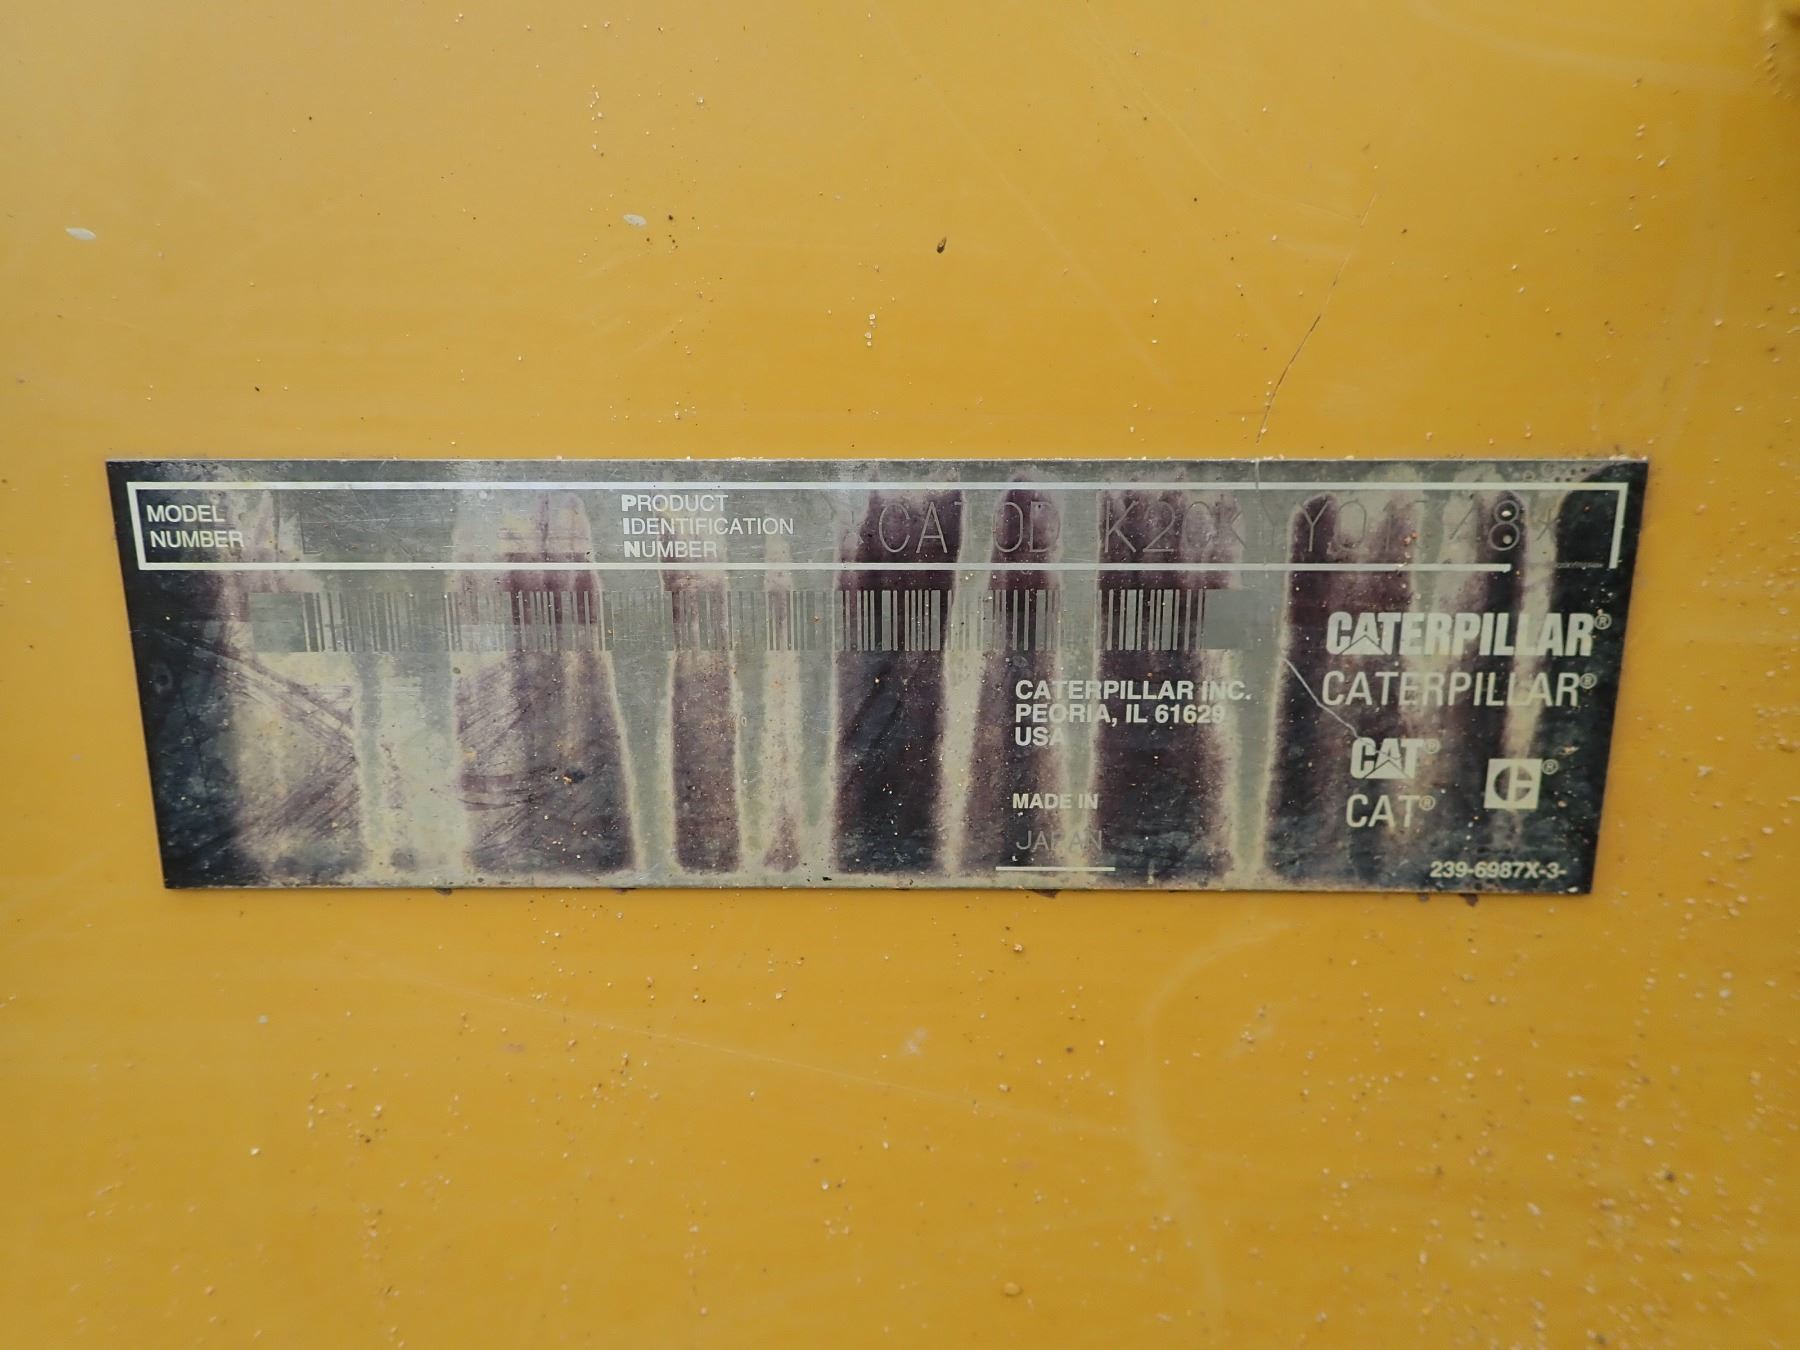 MODEL
NUMBER
PRODUCT
IDENTIFICATION
NUMBER
CATERPILLAR®
CATERPILLAR®
CATERPILLAR INC.
PEORIA, IL 61629
USA
CAT®
CAT®
MADE IN
JAPAN
239-6987X-3-